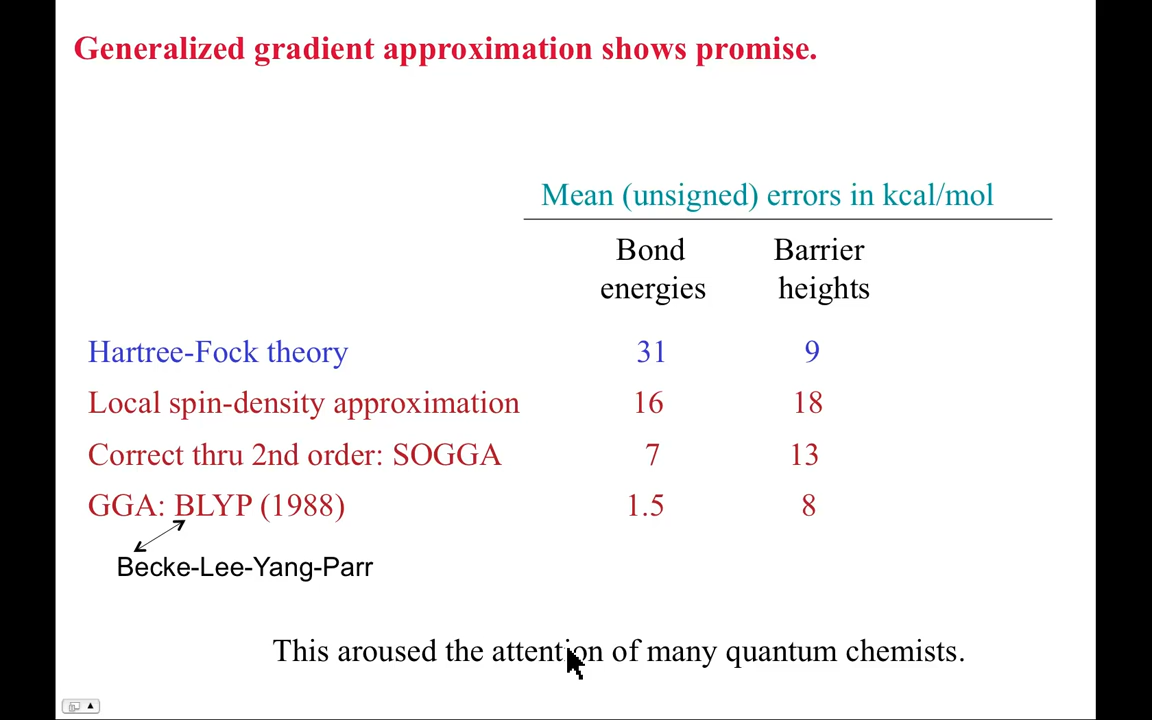 Generalized gradient approximation shows promise.
Mean (unsigned) errors in kcal/mol
Bond Barrier
energies heights
Hartree-Fock theory 31 9
Local spin-density approximation 16 18
Correct thru 2nd order: SOGGA 7 13
GGA: BLYP (1988) 1.5 8
Becke-Lee-Yang-Parr
This aroused the attention of many quantum chemists.